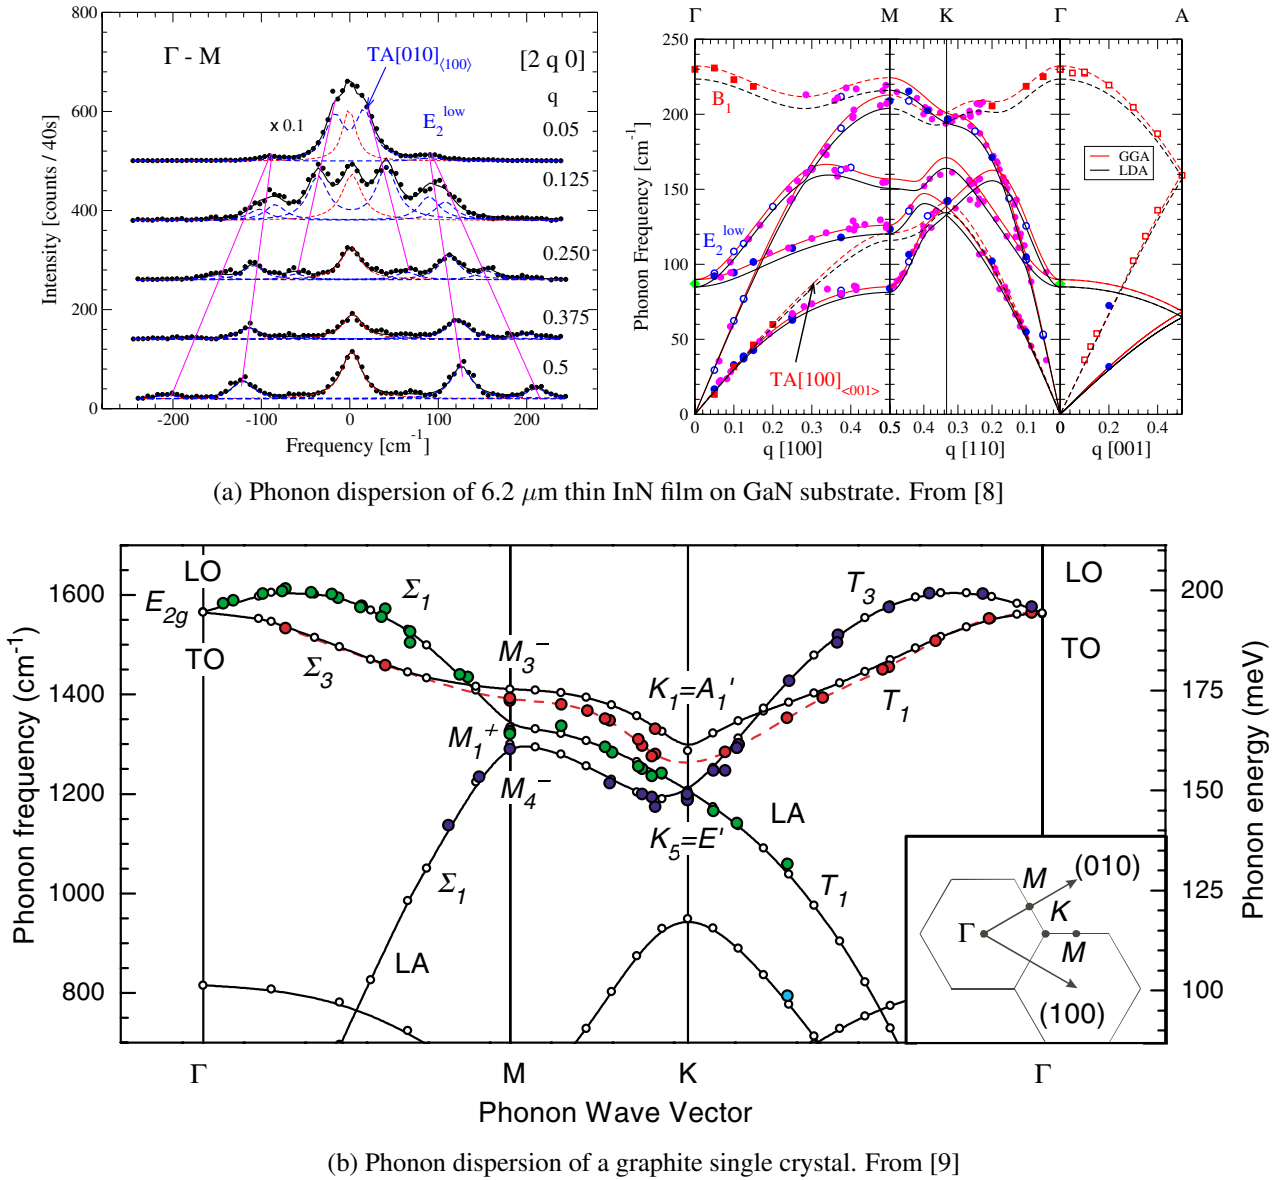 Γ - M
TA[010]⟨100⟩
[2 q 0]
q
E2low
x 0.1
0.05
0.125
0.250
0.375
0.5
800
600
400
200
0
Intensity [counts / 40s]
-200 -100 0 100 200
Frequency [cm-1]
Γ M K Γ A
B1
E2low
GGA
LDA
TA[100]<001>
250
200
150
100
50
0
Phonon Frequency [cm-1]
0 0.1 0.2 0.3 0.4 0.5 0.3 0.2 0.1 0 0.2 0.4
q [100] q [110] q [001]
(a) Phonon dispersion of 6.2 μm thin InN film on GaN substrate. From [8]
LO Σ1 T3 LO
E2g
TO Σ3 M3− K1=A1' T1 TO
M1+
M4−
K5=E' LA
Σ1 T1
LA
1600
1400
1200
1000
800
Phonon frequency (cm-1)
200
175
150
125
100
Phonon energy (meV)
M (010)
Γ K
M
(100)
Γ M K Γ
Phonon Wave Vector
(b) Phonon dispersion of a graphite single crystal. From [9]